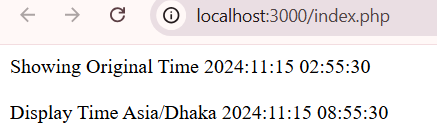 localhost:3000/index.php
Showing Original Time 2024:11:15 02:55:30
Display Time Asia/Dhaka 2024:11:15 08:55:30